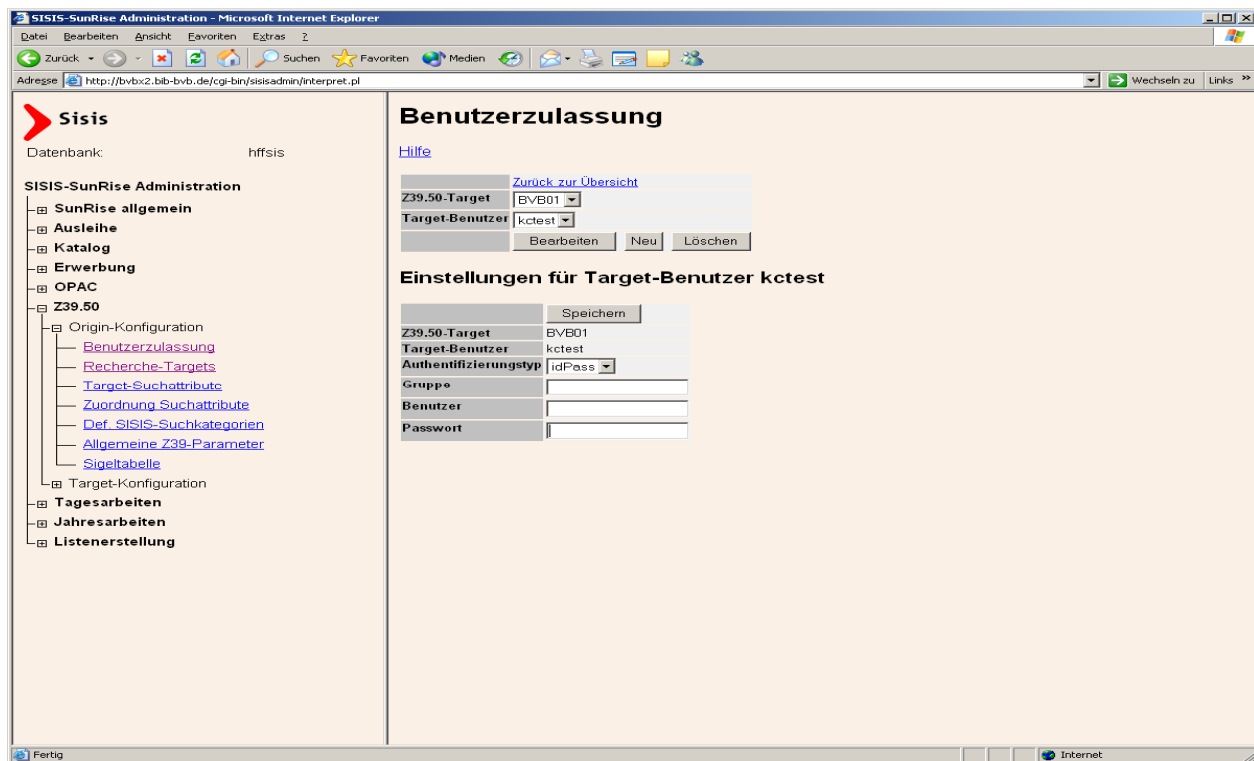 SISIS-SunRise Administration - Microsoft Internet Explorer
Datei Bearbeiten Ansicht Favoriten Extras ?
Zurück Suchen Favoriten Medien
Adresse http://bvbx2.bib-bvb.de/cgi-bin/sisisadmin/interpret.pl Wechseln zu Links »
Sisis
Datenbank: hffsis
SISIS-SunRise Administration
SunRise allgemein
Ausleihe
Katalog
Erwerbung
OPAC
Z39.50
Origin-Konfiguration
Benutzerzulassung
Recherche-Targets
Target-Suchattribute
Zuordnung Suchattribute
Def. SISIS-Suchkategorien
Allgemeine Z39-Parameter
Sigeltabelle
Target-Konfiguration
Tagesarbeiten
Jahresarbeiten
Listenerstellung
Benutzerzulassung
Hilfe
Zurück zur Übersicht
Z39.50-Target BVB01
Target-Benutzer kctest
Bearbeiten Neu Löschen
Einstellungen für Target-Benutzer kctest
Speichern
Z39.50-Target BVB01
Target-Benutzer kctest
Authentifizierungstyp idPass
Gruppe
Benutzer
Passwort
Fertig Internet